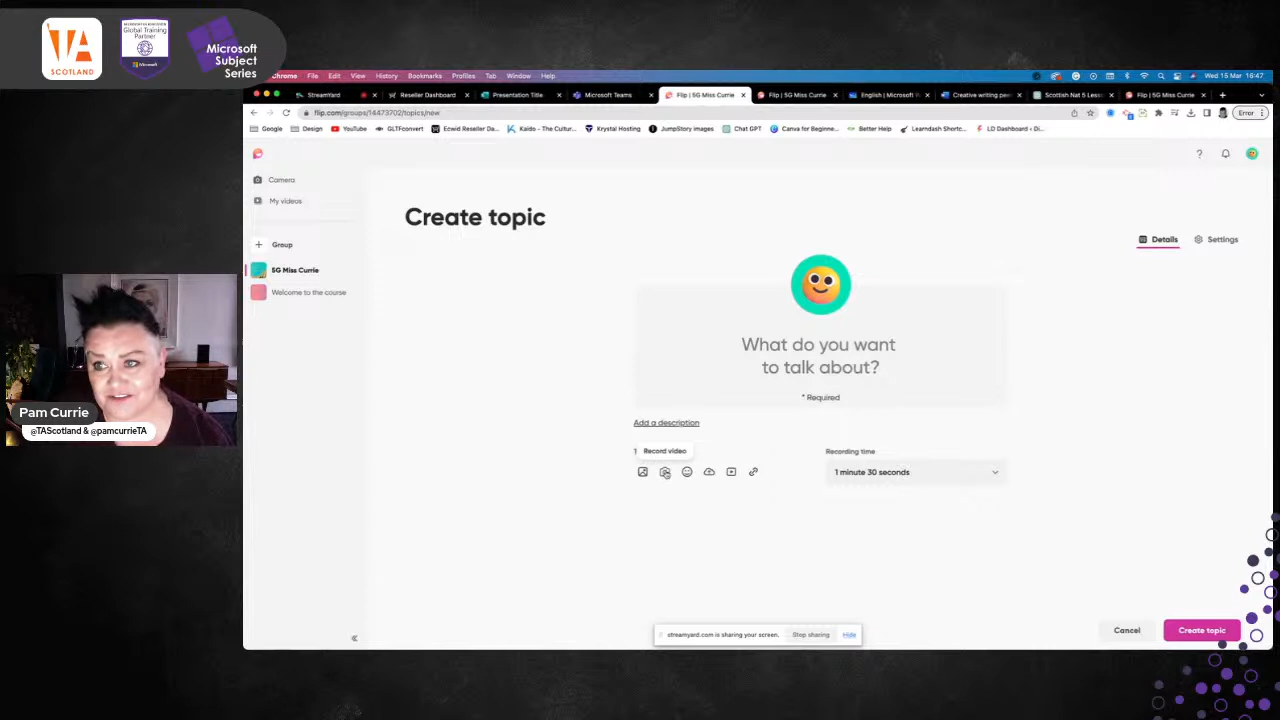 TA
SCOTLAND
Global Training
Partner
Microsoft
Microsoft
Subject
Series
Chrome File Edit View History Bookmarks Profiles Tab Window Help
Wed 15 Mar 16:47
StreamYard
Reseller Dashboard
Presentation Title
Microsoft Teams
Flip | 5G Miss Currie
Flip | 5G Miss Currie
English | Microsoft P
Creative writing pen
Scottish Nat 5 Less
Flip | 5G Miss Currie
flip.com/groups/14473702/topics/new
Error
Google
Design
YouTube
GLTFconvert
Ecwid Reseller Da...
Kaido - The Cultur...
Krystal Hosting
JumpStory images
Chat GPT
Canva for Beginne...
Better Help
Learndash Shortc...
LD Dashboard ‹ Di...
Camera
My videos
Group
5G Miss Currie
Welcome to the course
Create topic
Details
Settings
What do you want
to talk about?
* Required
Add a description
Record video
Recording time
1 minute 30 seconds
Pam Currie
@TAScotland & @pamcurrieTA
streamyard.com is sharing your screen.
Stop sharing
Hide
Cancel
Create topic